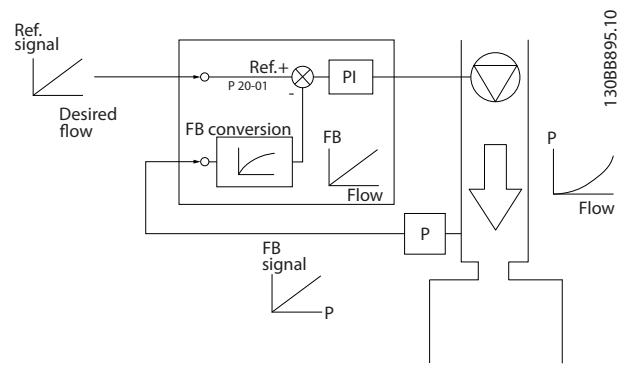 Ref.
signal
Desired
flow
Ref.+
P 20-01
-
PI
FB conversion
FB
Flow
P
FB
signal
P
P
Flow
130BB895.10